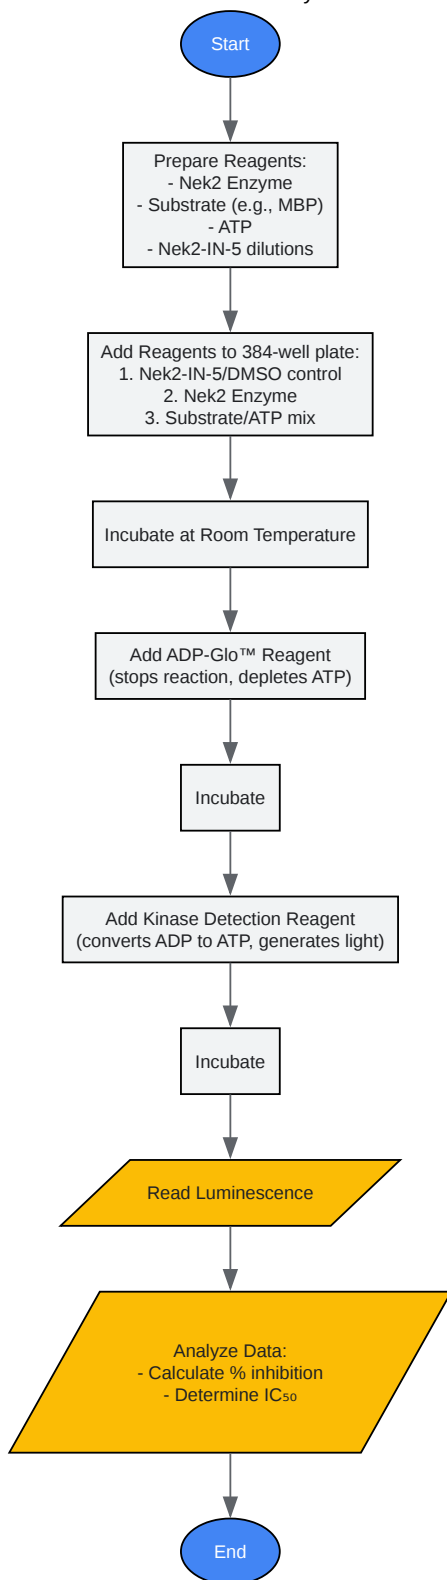 Start
Prepare Reagents:
- Nek2 Enzyme
- Substrate (e.g., MBP)
- ATP
- Nek2-IN-5 dilutions
Add Reagents to 384-well plate:
1. Nek2-IN-5/DMSO control
2. Nek2 Enzyme
3. Substrate/ATP mix
Incubate at Room Temperature
Add ADP-Glo™ Reagent
(stops reaction, depletes ATP)
Incubate
Add Kinase Detection Reagent
(converts ADP to ATP, generates light)
Incubate
Read Luminescence
Analyze Data:
- Calculate % inhibition
- Determine IC₅₀
End